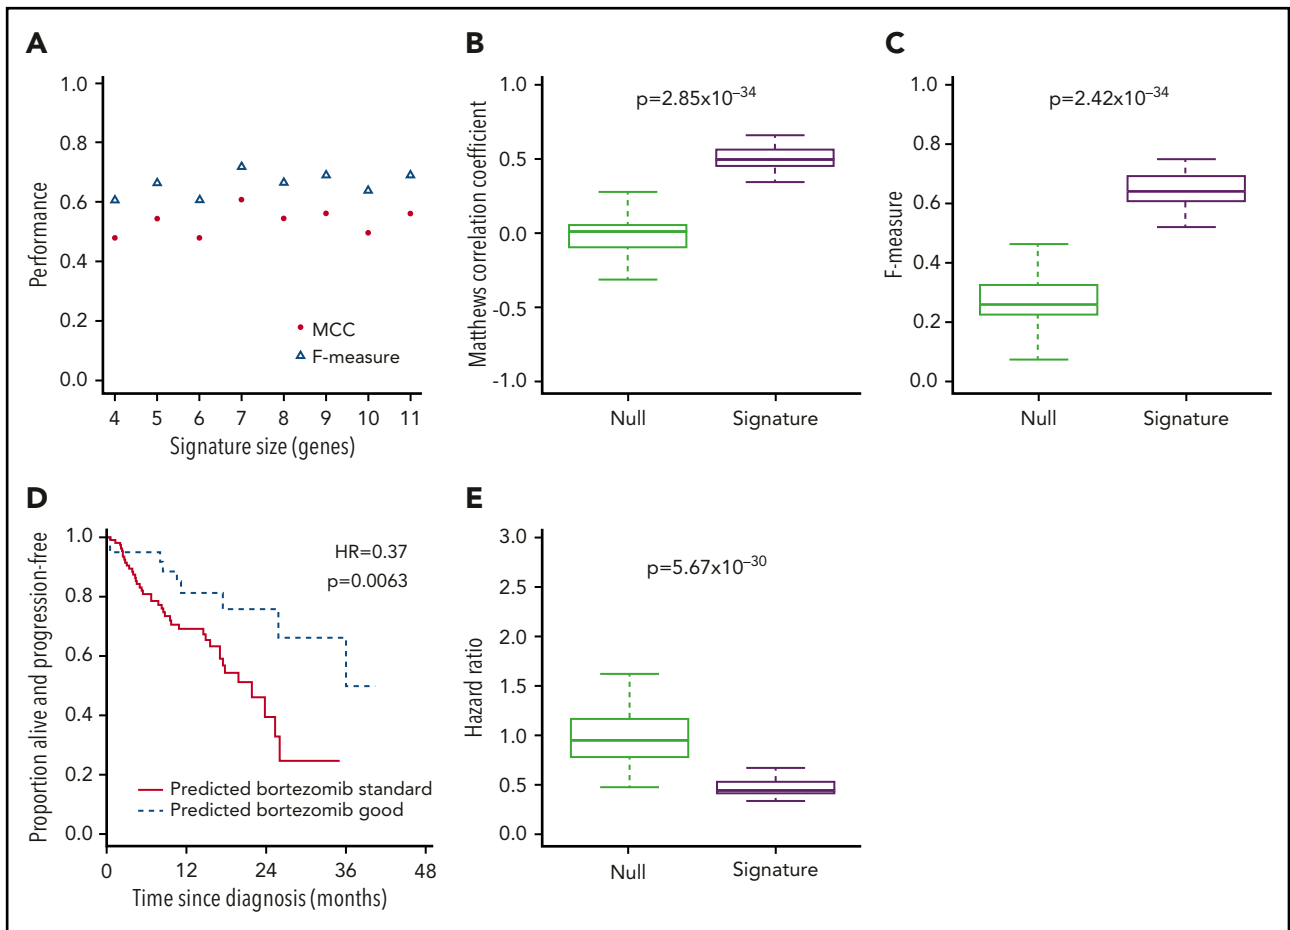 A
1.0
0.8
0.6
0.4
0.2
0.0
Performance
MCC
F-measure
4 5 6 7 8 9 10 11
Signature size (genes)
B
1.0
0.5
0.0
-0.5
-1.0
Matthews correlation coefficient
p=2.85x10⁻³⁴
Null Signature
C
1.0
0.8
0.6
0.4
0.2
0.0
F-measure
p=2.42x10⁻³⁴
Null Signature
D
1.0
0.8
0.6
0.4
0.2
0.0
Proportion alive and progression-free
HR=0.37
p=0.0063
Predicted bortezomib standard
Predicted bortezomib good
0 12 24 36 48
Time since diagnosis (months)
E
3.0
2.5
2.0
1.5
1.0
0.5
0.0
Hazard ratio
p=5.67x10⁻³⁰
Null Signature